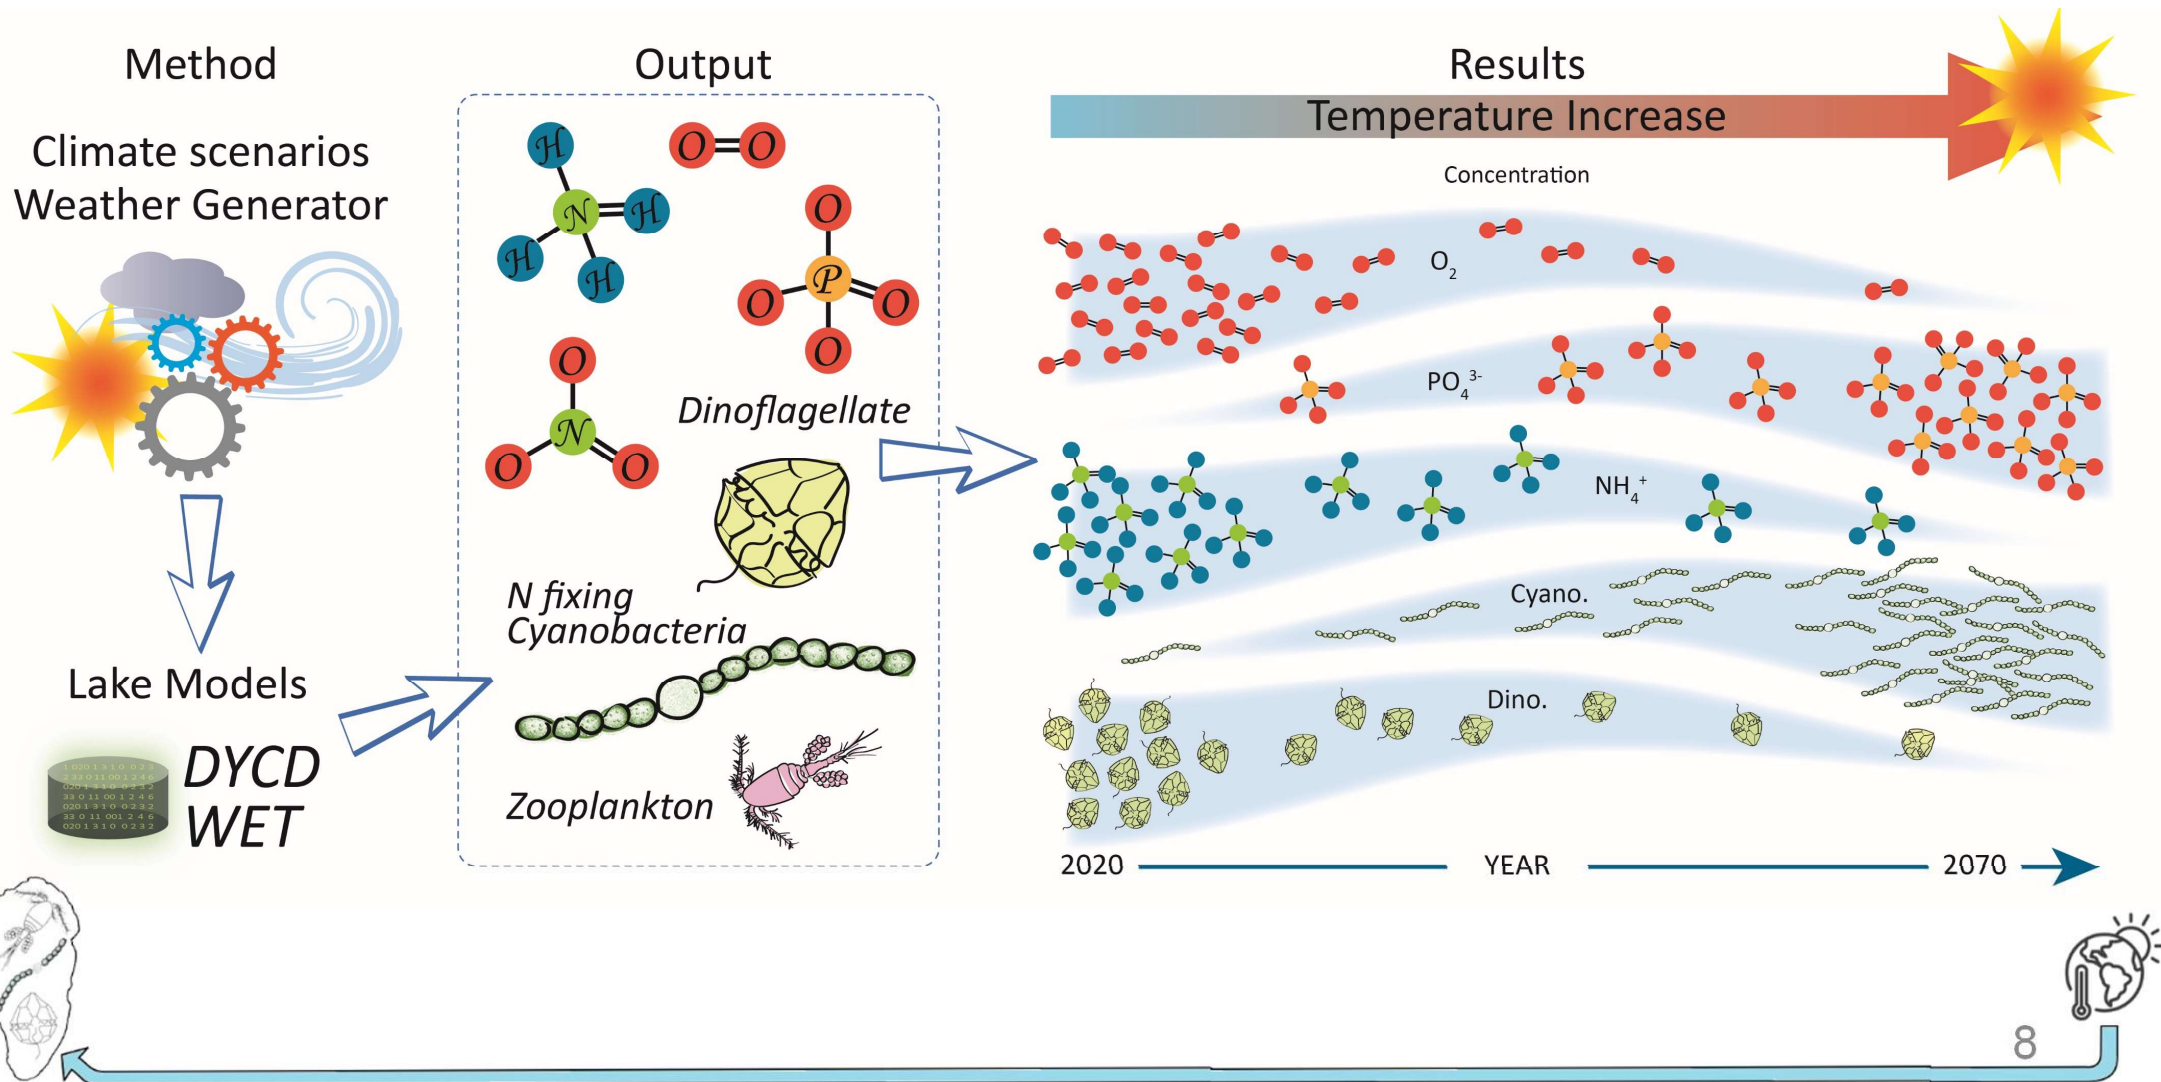 Method
Climate scenarios
Weather Generator
Lake Models
DYCD
WET
Output
H
O O
N H
H
H
O
P
O O
O
O
N
O O
Dinoflagellate
N fixing
Cyanobacteria
Zooplankton
Results
Temperature Increase
Concentration
O2
PO4 3-
NH4 +
Cyano.
Dino.
2020 YEAR 2070
8